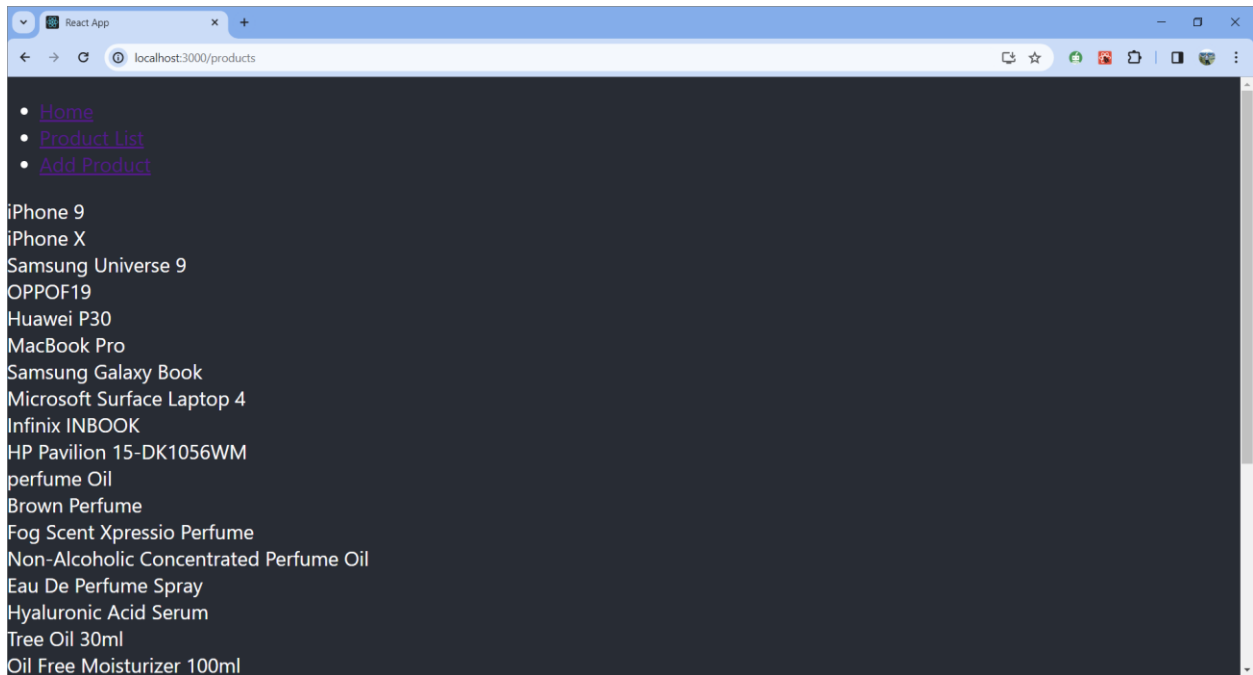 React App
localhost:3000/products
Home
Product List
Add Product
iPhone 9
iPhone X
Samsung Universe 9
OPPOF19
Huawei P30
MacBook Pro
Samsung Galaxy Book
Microsoft Surface Laptop 4
Infinix INBOOK
HP Pavilion 15-DK1056WM
perfume Oil
Brown Perfume
Fog Scent Xpressio Perfume
Non-Alcoholic Concentrated Perfume Oil
Eau De Perfume Spray
Hyaluronic Acid Serum
Tree Oil 30ml
Oil Free Moisturizer 100ml